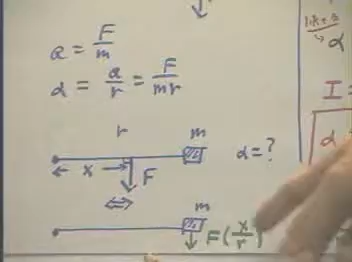 a = F/m
α = a/r = F/mr
r m
x F α = ?
m
F(x/r)
α
I =
α